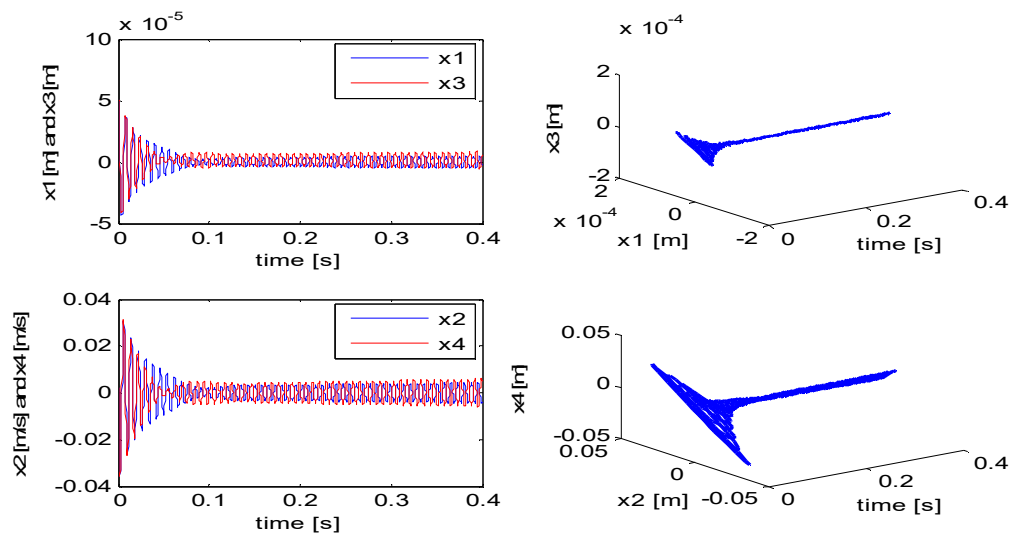 x 10-5
10
5
0
-5
x1 [m] and x3 [m]
x1
x3
0 0.1 0.2 0.3 0.4
time [s]
x 10-4
2
0
-2
x3 [m]
2
0
-2
x 10-4
x1 [m]
0
0.2
0.4
time [s]
0.04
0.02
0
-0.02
-0.04
x2 [m/s] and x4 [m/s]
x2
x4
0 0.1 0.2 0.3 0.4
time [s]
0.05
0
-0.05
x4 [m]
0.05
0
-0.05
x2 [m]
0
0.2
0.4
time [s]